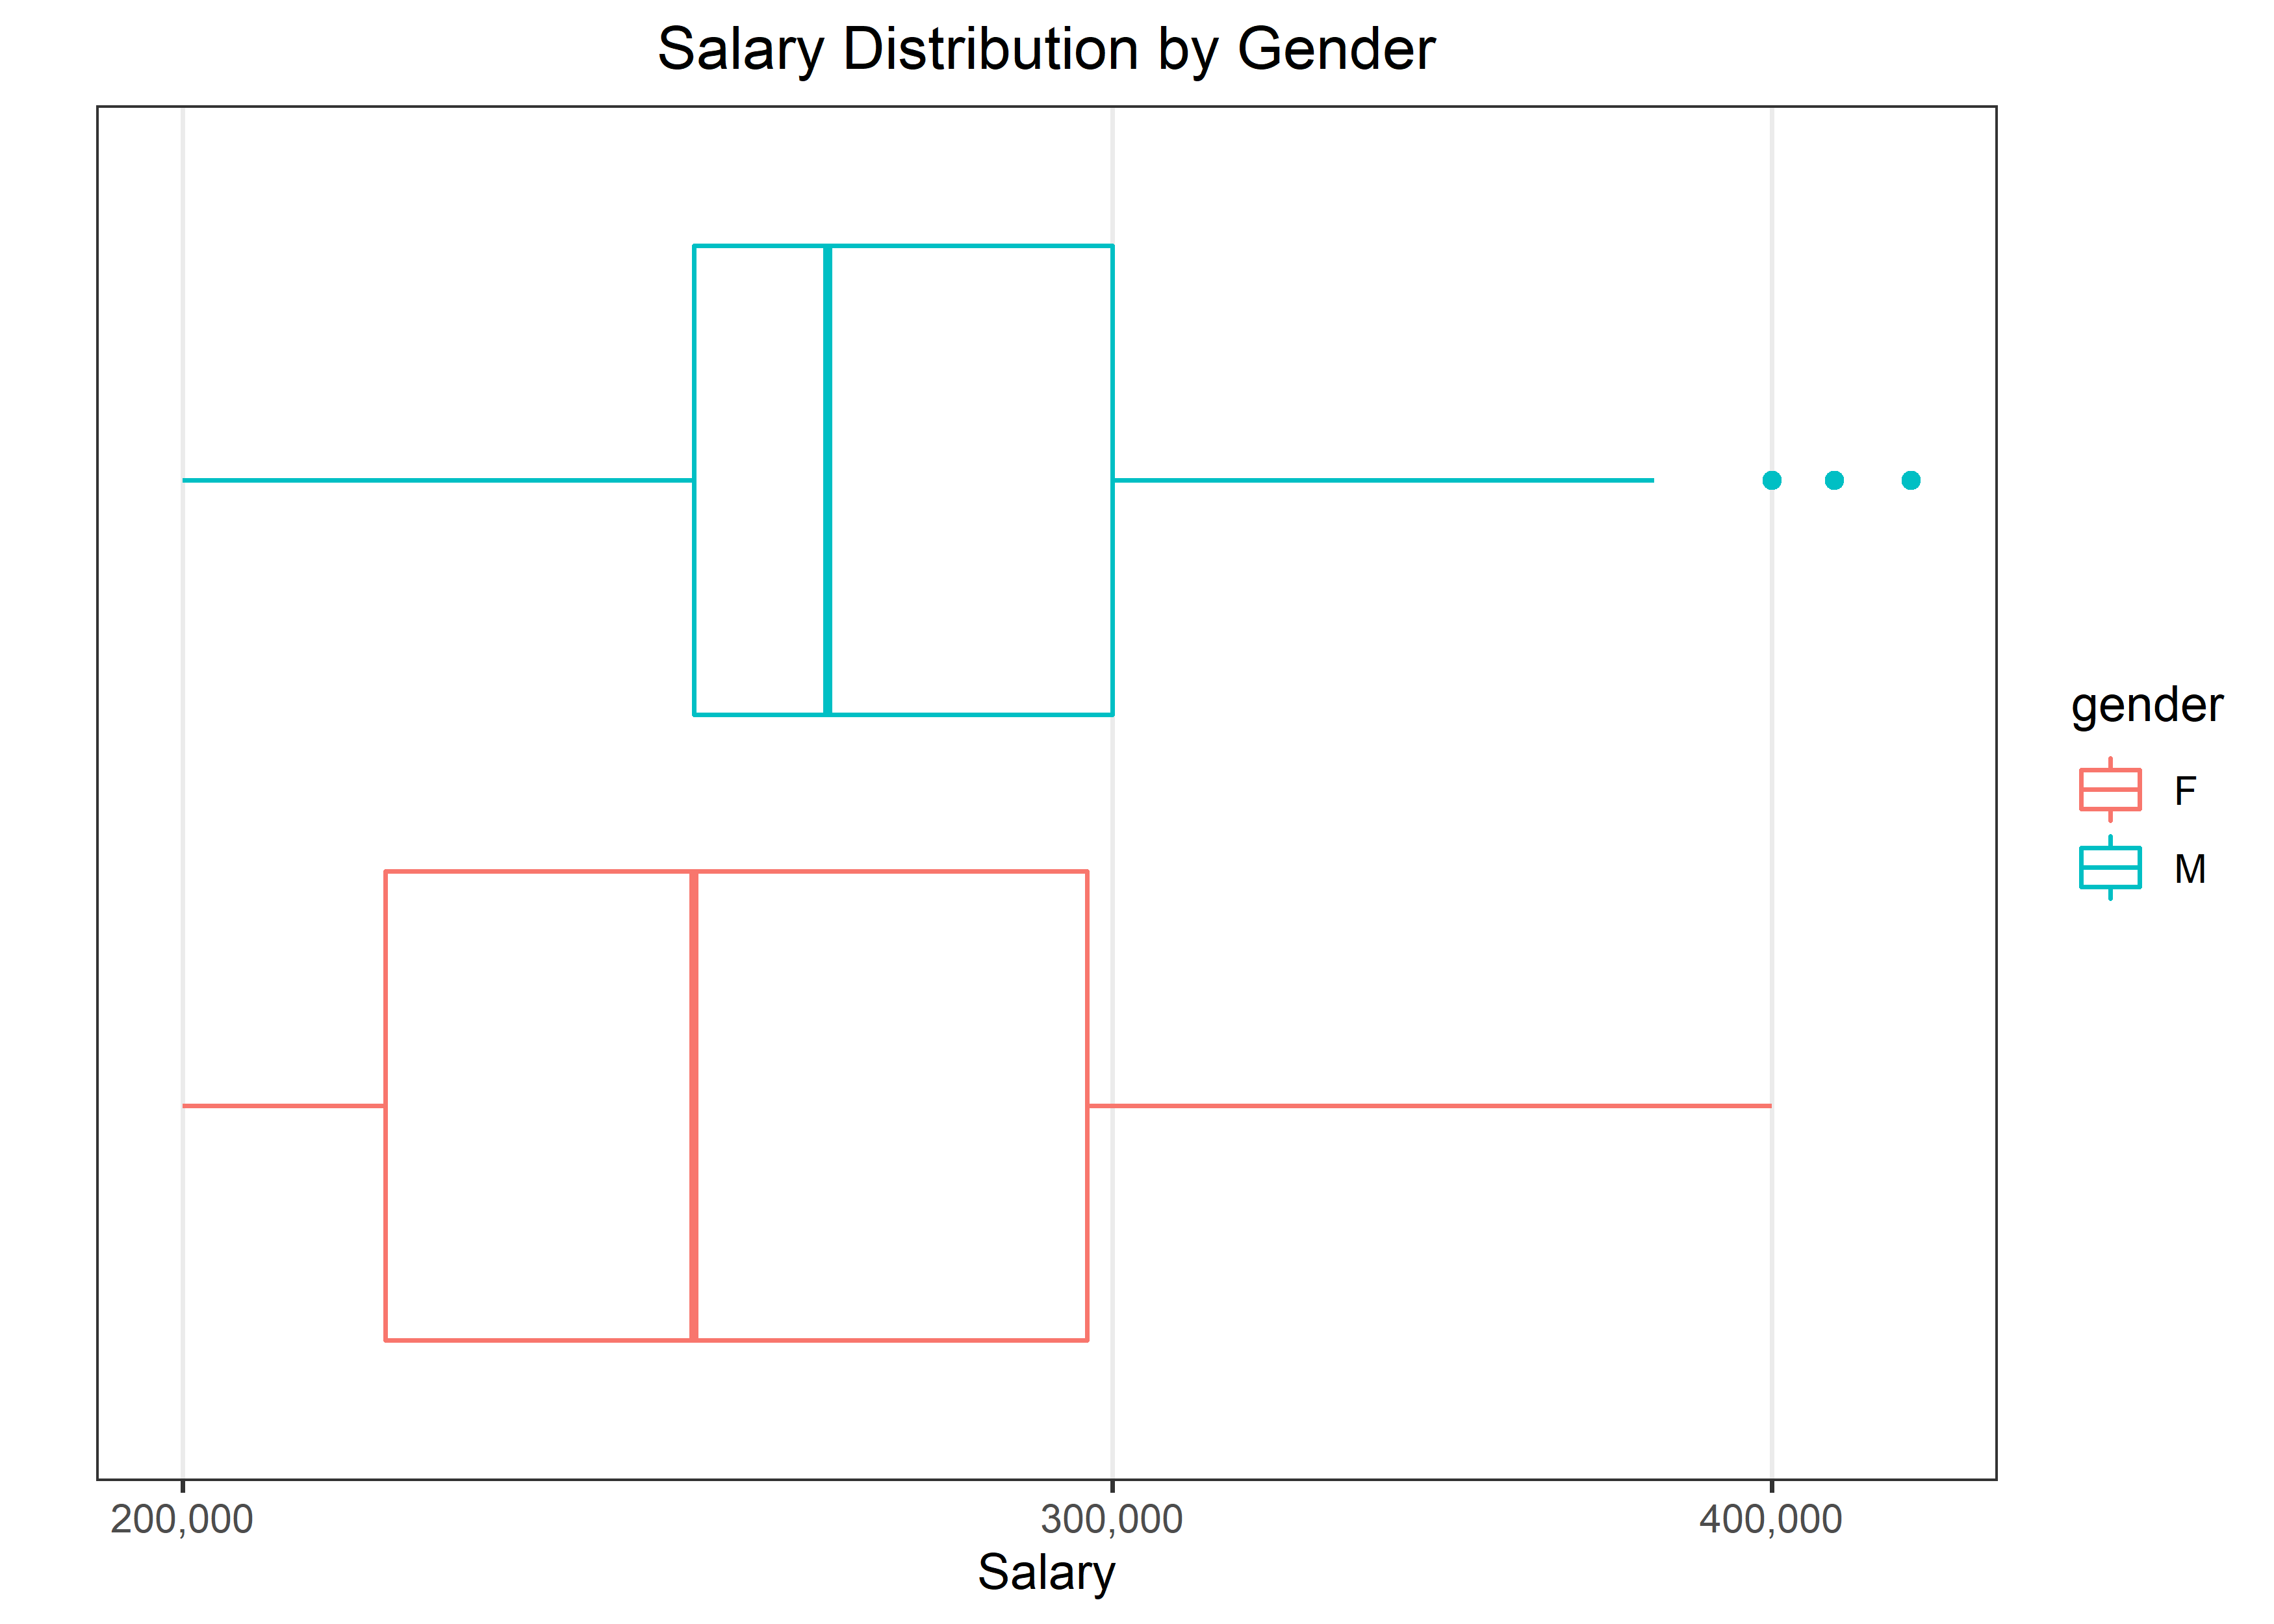 Salary Distribution by Gender
gender
F
M
200,000
300,000
400,000
Salary